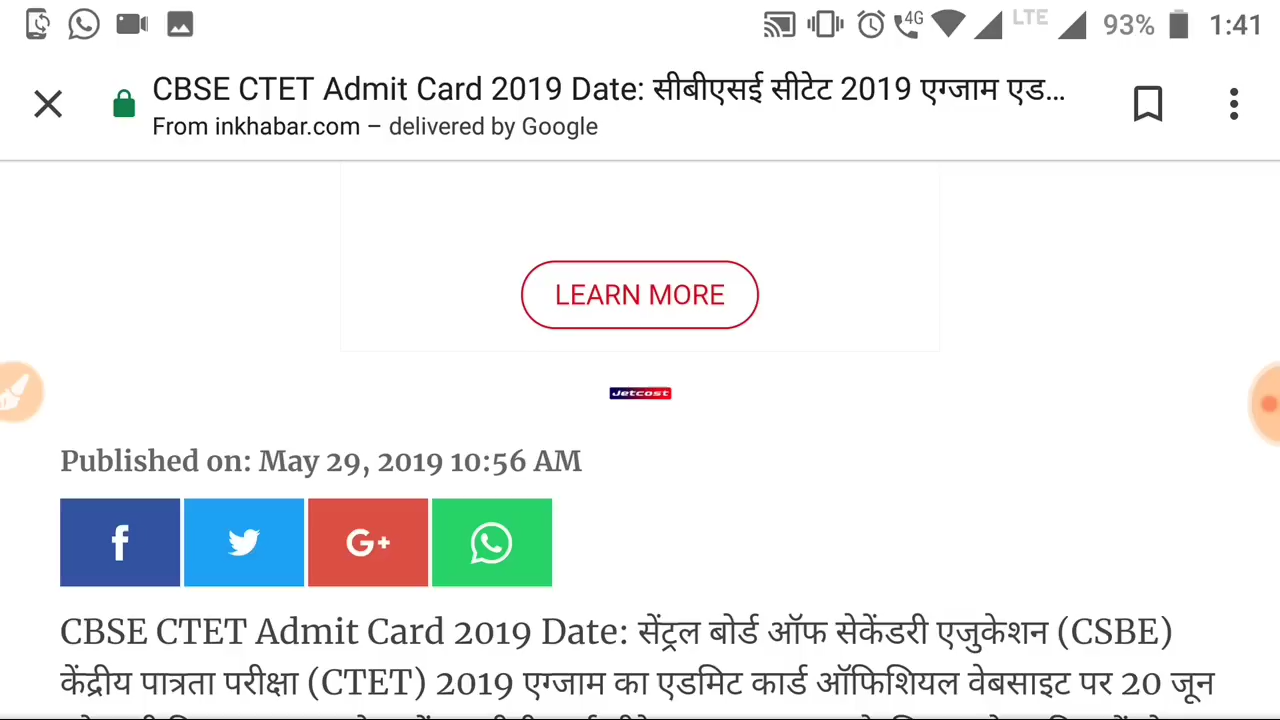 4G LTE 93% 1:41
CBSE CTET Admit Card 2019 Date: सीबीएसई सीटेट 2019 एग्जाम एड...
From inkhabar.com – delivered by Google
LEARN MORE
Jetcost
Published on: May 29, 2019 10:56 AM
f G+
CBSE CTET Admit Card 2019 Date: सेंट्रल बोर्ड ऑफ सेकेंडरी एजुकेशन (CSBE)
केंद्रीय पात्रता परीक्षा (CTET) 2019 एग्जाम का एडमिट कार्ड ऑफिशियल वेबसाइट पर 20 जून